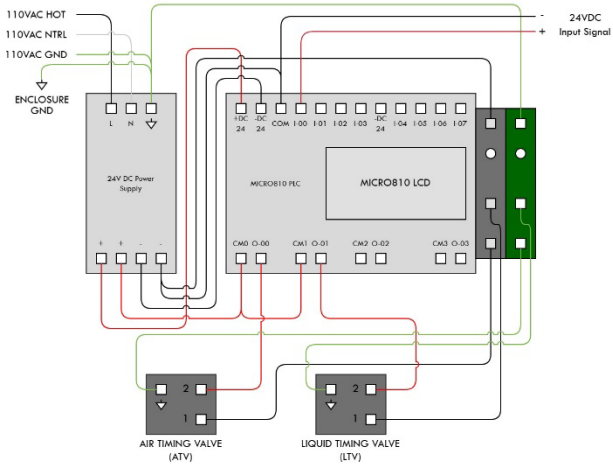 110VAC HOT
110VAC NTRL
110VAC GND
ENCLOSURE
GND
- 24VDC
+ Input Signal
L N
24V DC Power
Supply
+ + - -
+DC
24
-DC
24
COM I-00 I-01 I-02 I-03
-DC
24
I-04 I-05 I-06 I-07
MICRO810 PLC
MICRO810 LCD
CM0 O-00 CM1 O-01 CM2 O-02 CM3 O-03
2
1
AIR TIMING VALVE
(ATV)
2
1
LIQUID TIMING VALVE
(LTV)